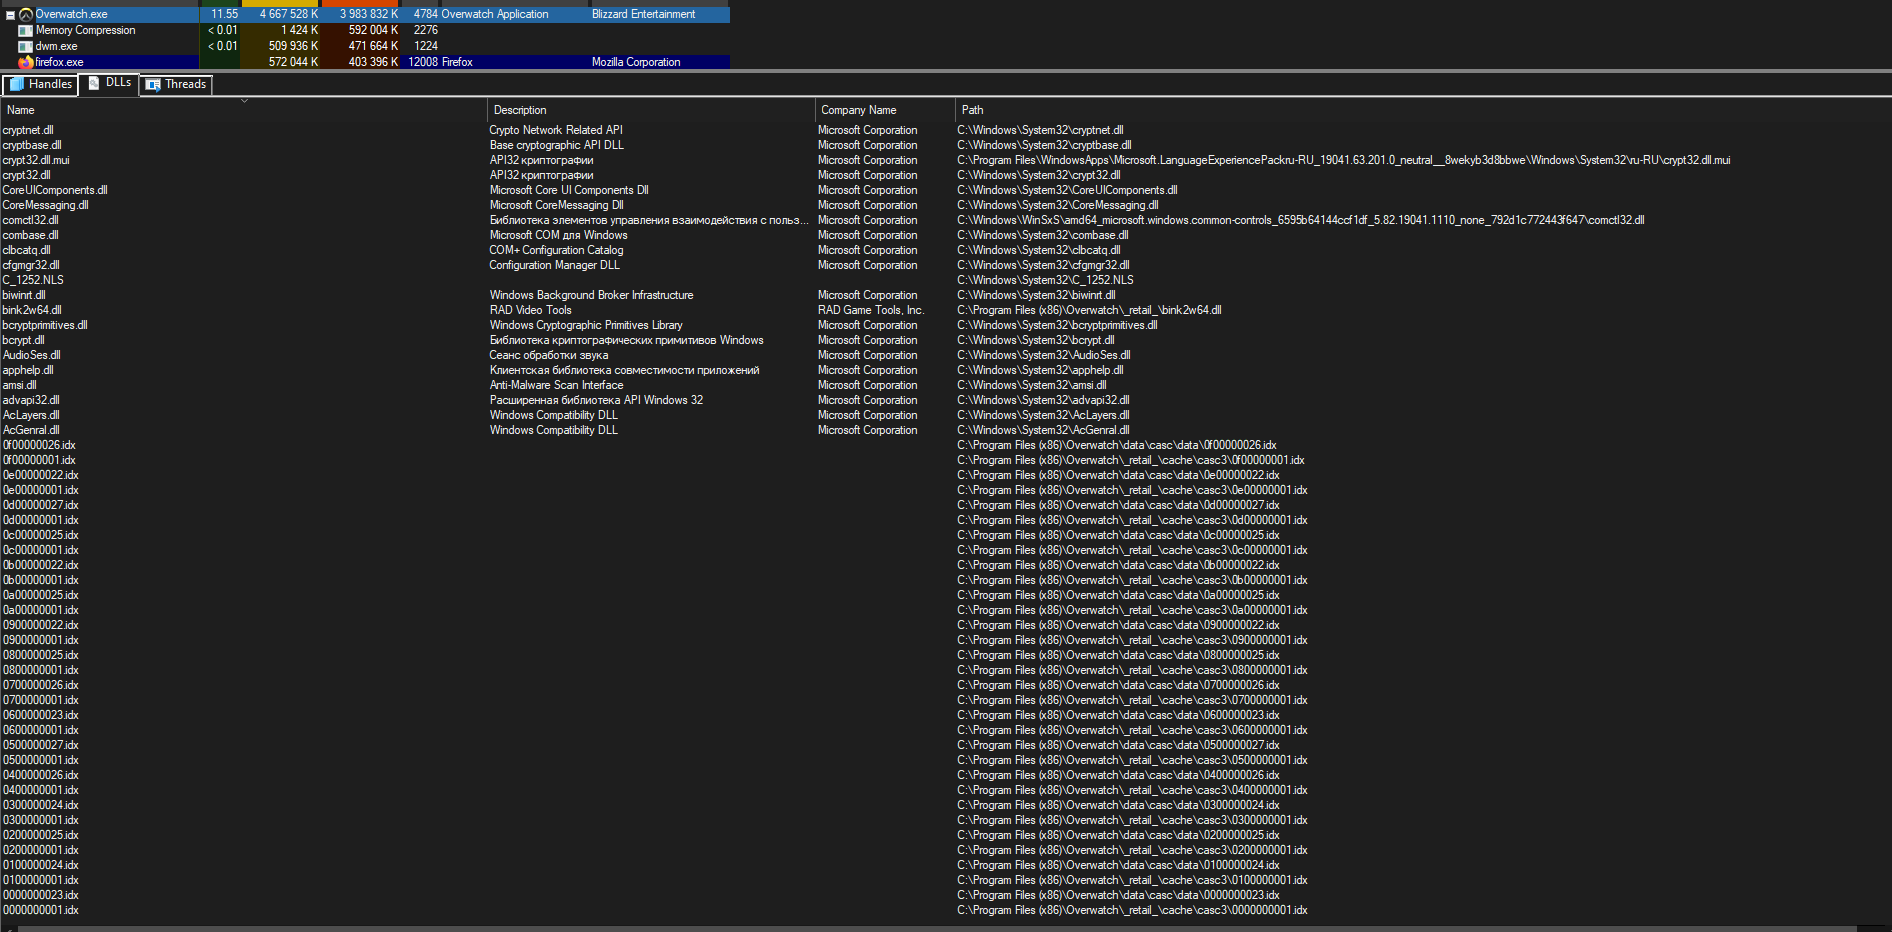 Overwatch.exe 11.55 4 667 528 K 3 983 832 K 4784 Overwatch Application Blizzard Entertainment
Memory Compression < 0.01 1 424 K 592 004 K 2276
dwm.exe < 0.01 509 936 K 471 664 K 1224
firefox.exe 572 044 K 403 396 K 12008 Firefox Mozilla Corporation
Handles DLLs Threads
Name Description Company Name Path
cryptnet.dll Crypto Network Related API Microsoft Corporation C:\Windows\System32\cryptnet.dll
cryptbase.dll Base cryptographic API DLL Microsoft Corporation C:\Windows\System32\cryptbase.dll
crypt32.dll.mui API32 криптографии Microsoft Corporation C:\Program Files\WindowsApps\Microsoft.LanguageExperiencePackru-RU_19041.63.201.0_neutral__8wekyb3d8bbwe\Windows\System32\ru-RU\crypt32.dll.mui
crypt32.dll API32 криптографии Microsoft Corporation C:\Windows\System32\crypt32.dll
CoreUIComponents.dll Microsoft Core UI Components Dll Microsoft Corporation C:\Windows\System32\CoreUIComponents.dll
CoreMessaging.dll Microsoft CoreMessaging Dll Microsoft Corporation C:\Windows\System32\CoreMessaging.dll
comctl32.dll Библиотека элементов управления взаимодействия с польз... Microsoft Corporation C:\Windows\WinSxS\amd64_microsoft.windows.common-controls_6595b64144ccf1df_5.82.19041.1110_none_792d1c772443f647\comctl32.dll
combase.dll Microsoft COM для Windows Microsoft Corporation C:\Windows\System32\combase.dll
clbcatq.dll COM+ Configuration Catalog Microsoft Corporation C:\Windows\System32\clbcatq.dll
cfgmgr32.dll Configuration Manager DLL Microsoft Corporation C:\Windows\System32\cfgmgr32.dll
C_1252.NLS C:\Windows\System32\C_1252.NLS
biwinrt.dll Windows Background Broker Infrastructure Microsoft Corporation C:\Windows\System32\biwinrt.dll
bink2w64.dll RAD Video Tools RAD Game Tools, Inc. C:\Program Files (x86)\Overwatch\_retail_\bink2w64.dll
bcryptprimitives.dll Windows Cryptographic Primitives Library Microsoft Corporation C:\Windows\System32\bcryptprimitives.dll
bcrypt.dll Библиотека криптографических примитивов Windows Microsoft Corporation C:\Windows\System32\bcrypt.dll
AudioSes.dll Сеанс обработки звука Microsoft Corporation C:\Windows\System32\AudioSes.dll
apphelp.dll Клиентская библиотека совместимости приложений Microsoft Corporation C:\Windows\System32\apphelp.dll
amsi.dll Anti-Malware Scan Interface Microsoft Corporation C:\Windows\System32\amsi.dll
advapi32.dll Расширенная библиотека API Windows 32 Microsoft Corporation C:\Windows\System32\advapi32.dll
AcLayers.dll Windows Compatibility DLL Microsoft Corporation C:\Windows\System32\AcLayers.dll
AcGenral.dll Windows Compatibility DLL Microsoft Corporation C:\Windows\System32\AcGenral.dll
0f00000026.idx C:\Program Files (x86)\Overwatch\data\casc\data\0f00000026.idx
0f00000001.idx C:\Program Files (x86)\Overwatch\_retail_\cache\casc3\0f00000001.idx
0e00000022.idx C:\Program Files (x86)\Overwatch\data\casc\data\0e00000022.idx
0e00000001.idx C:\Program Files (x86)\Overwatch\_retail_\cache\casc3\0e00000001.idx
0d00000027.idx C:\Program Files (x86)\Overwatch\data\casc\data\0d00000027.idx
0d00000001.idx C:\Program Files (x86)\Overwatch\_retail_\cache\casc3\0d00000001.idx
0c00000025.idx C:\Program Files (x86)\Overwatch\data\casc\data\0c00000025.idx
0c00000001.idx C:\Program Files (x86)\Overwatch\_retail_\cache\casc3\0c00000001.idx
0b00000022.idx C:\Program Files (x86)\Overwatch\data\casc\data\0b00000022.idx
0b00000001.idx C:\Program Files (x86)\Overwatch\_retail_\cache\casc3\0b00000001.idx
0a00000025.idx C:\Program Files (x86)\Overwatch\data\casc\data\0a00000025.idx
0a00000001.idx C:\Program Files (x86)\Overwatch\_retail_\cache\casc3\0a00000001.idx
0900000022.idx C:\Program Files (x86)\Overwatch\data\casc\data\0900000022.idx
0900000001.idx C:\Program Files (x86)\Overwatch\_retail_\cache\casc3\0900000001.idx
0800000025.idx C:\Program Files (x86)\Overwatch\data\casc\data\0800000025.idx
0800000001.idx C:\Program Files (x86)\Overwatch\_retail_\cache\casc3\0800000001.idx
0700000026.idx C:\Program Files (x86)\Overwatch\data\casc\data\0700000026.idx
0700000001.idx C:\Program Files (x86)\Overwatch\_retail_\cache\casc3\0700000001.idx
0600000023.idx C:\Program Files (x86)\Overwatch\data\casc\data\0600000023.idx
0600000001.idx C:\Program Files (x86)\Overwatch\_retail_\cache\casc3\0600000001.idx
0500000027.idx C:\Program Files (x86)\Overwatch\data\casc\data\0500000027.idx
0500000001.idx C:\Program Files (x86)\Overwatch\_retail_\cache\casc3\0500000001.idx
0400000026.idx C:\Program Files (x86)\Overwatch\data\casc\data\0400000026.idx
0400000001.idx C:\Program Files (x86)\Overwatch\_retail_\cache\casc3\0400000001.idx
0300000024.idx C:\Program Files (x86)\Overwatch\data\casc\data\0300000024.idx
0300000001.idx C:\Program Files (x86)\Overwatch\_retail_\cache\casc3\0300000001.idx
0200000025.idx C:\Program Files (x86)\Overwatch\data\casc\data\0200000025.idx
0200000001.idx C:\Program Files (x86)\Overwatch\_retail_\cache\casc3\0200000001.idx
0100000024.idx C:\Program Files (x86)\Overwatch\data\casc\data\0100000024.idx
0100000001.idx C:\Program Files (x86)\Overwatch\_retail_\cache\casc3\0100000001.idx
0000000023.idx C:\Program Files (x86)\Overwatch\data\casc\data\0000000023.idx
0000000001.idx C:\Program Files (x86)\Overwatch\_retail_\cache\casc3\0000000001.idx